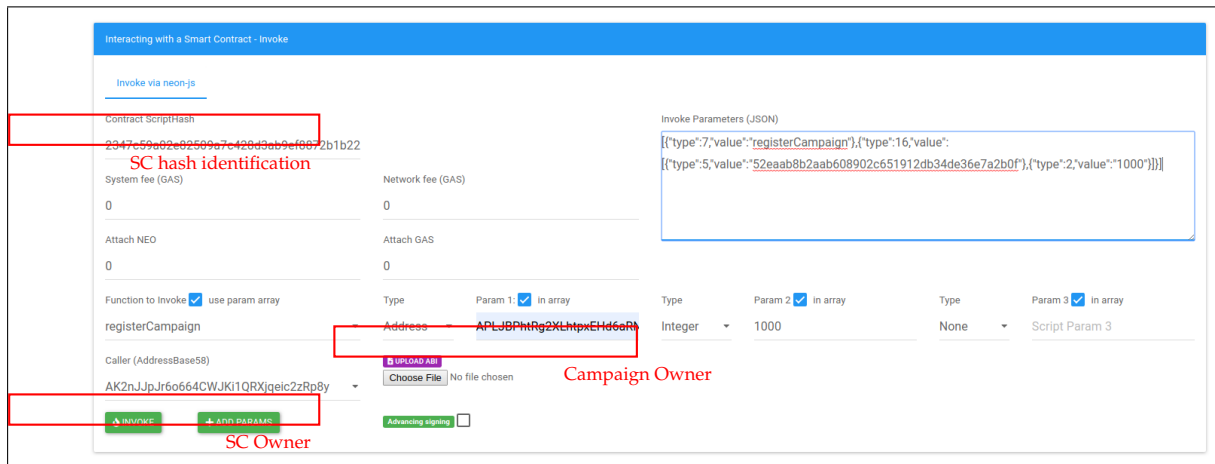 Interacting with a Smart Contract - Invoke
Invoke via neon-js
Contract ScriptHash
Invoke Parameters (JSON)
2347c59a02e82509a7c428d3ab9ef8872b1b22
[{"type":7,"value":"registerCampaign"},{"type":16,"value":
SC hash identification
[{"type":5,"value":"52eaab8b2aab608902c651912db34de36e7a2b0f"},{"type":2,"value":"1000"}]}]
System fee (GAS) Network fee (GAS)
0 0
Attach NEO Attach GAS
0 0
Function to Invoke use param array Type Param 1: in array Type Param 2 in array Type Param 3 in array
registerCampaign Address APLJBPhtRg2XLhtpxEHd6aRN Integer 1000 None Script Param 3
Caller (AddressBase58) UPLOAD ABI
Choose File No file chosen Campaign Owner
AK2nJJpJr6o664CWJKi1QRXjqeic2zRp8y
INVOKE ADD PARAMS Advancing signing
SC Owner